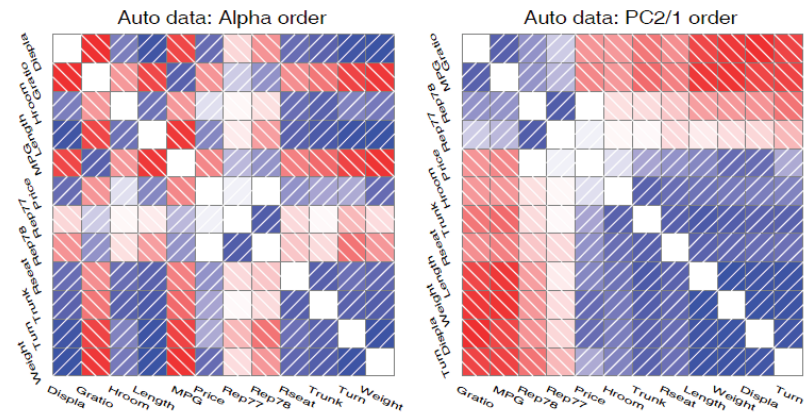 Auto data: Alpha order
Displa
Gratio
Hroom
Length
MPG
Price
Rep77
Rep78
Rseat
Trunk
Turn
Weight
Displa Gratio Hroom Length MPG Price Rep77 Rep78 Rseat Trunk Turn Weight
Auto data: PC2/1 order
Gratio
MPG
Rep78
Rep77
Price
Hroom
Trunk
Rseat
Length
Weight
Displa
Turn
Gratio MPG Rep78 Rep77 Price Hroom Trunk Rseat Length Weight Displa Turn